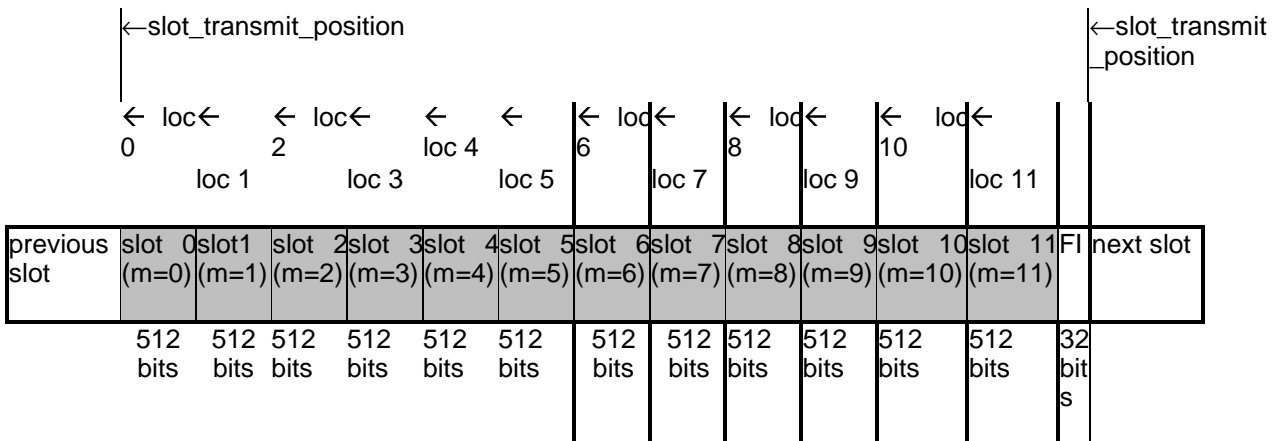 ←slot_transmit_position
←slot_transmit
_position
← loc← ← loc← ← ← ← loc← ← loc← ← loc←
0 2 loc 4 6 8 10
loc 1 loc 3 loc 5 loc 7 loc 9 loc 11
previous slot 0 slot1 slot 2 slot 3 slot 4 slot 5 slot 6 slot 7 slot 8 slot 9 slot 10 slot 11 FI next slot
slot (m=0) (m=1) (m=2) (m=3) (m=4) (m=5) (m=6) (m=7) (m=8) (m=9) (m=10) (m=11)
512 512 512 512 512 512 512 512 512 512 512 512 32
bits bits bits bits bits bits bits bits bits bits bits bits bit
s